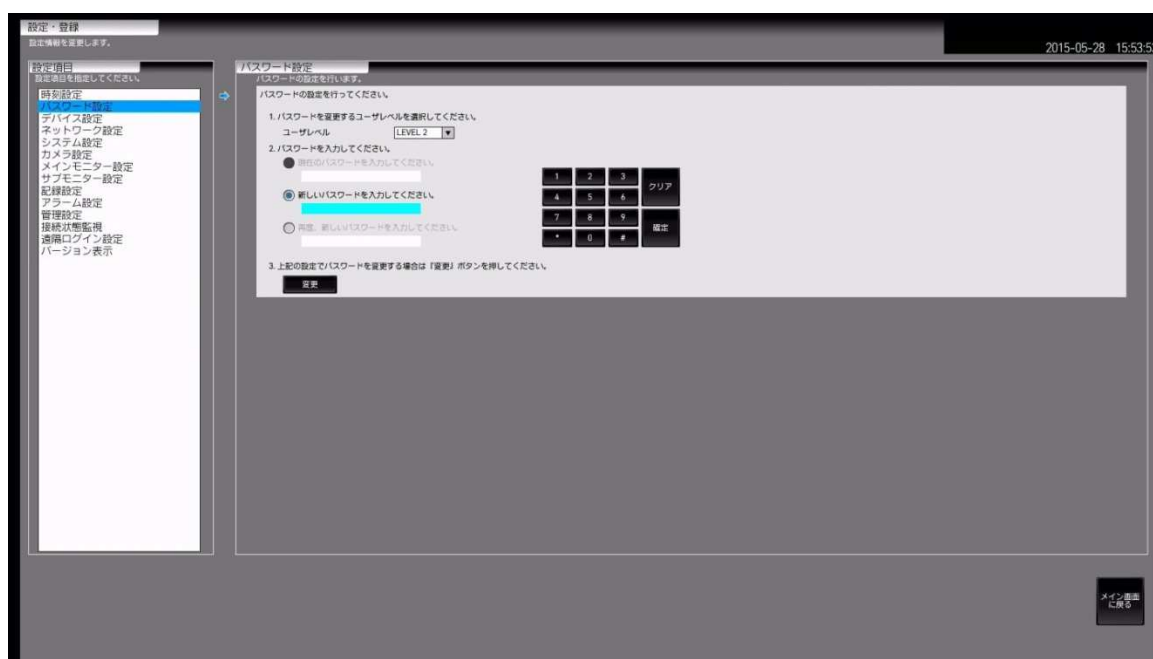 設定・登録
設定情報を変更します。
2015-05-28 15:53:5
設定項目
設定項目を指定してください。
時刻設定
パスワード設定
デバイス設定
ネットワーク設定
システム設定
カメラ設定
メインモニター設定
サブモニター設定
記録設定
アラーム設定
管理設定
接続状態監視
遠隔ログイン設定
バージョン表示
パスワード設定
パスワードの設定を行います。
パスワードの設定を行ってください。
1. パスワードを変更するユーザレベルを選択してください。
ユーザレベル LEVEL 2
2. パスワードを入力してください。
現在のパスワードを入力してください。
新しいパスワードを入力してください。
再度、新しいパスワードを入力してください。
1 2 3 クリア
4 5 6
7 8 9 確定
* 0 #
3. 上記の設定でパスワードを変更する場合は「変更」ボタンを押してください。
変更
メイン画面
に戻る